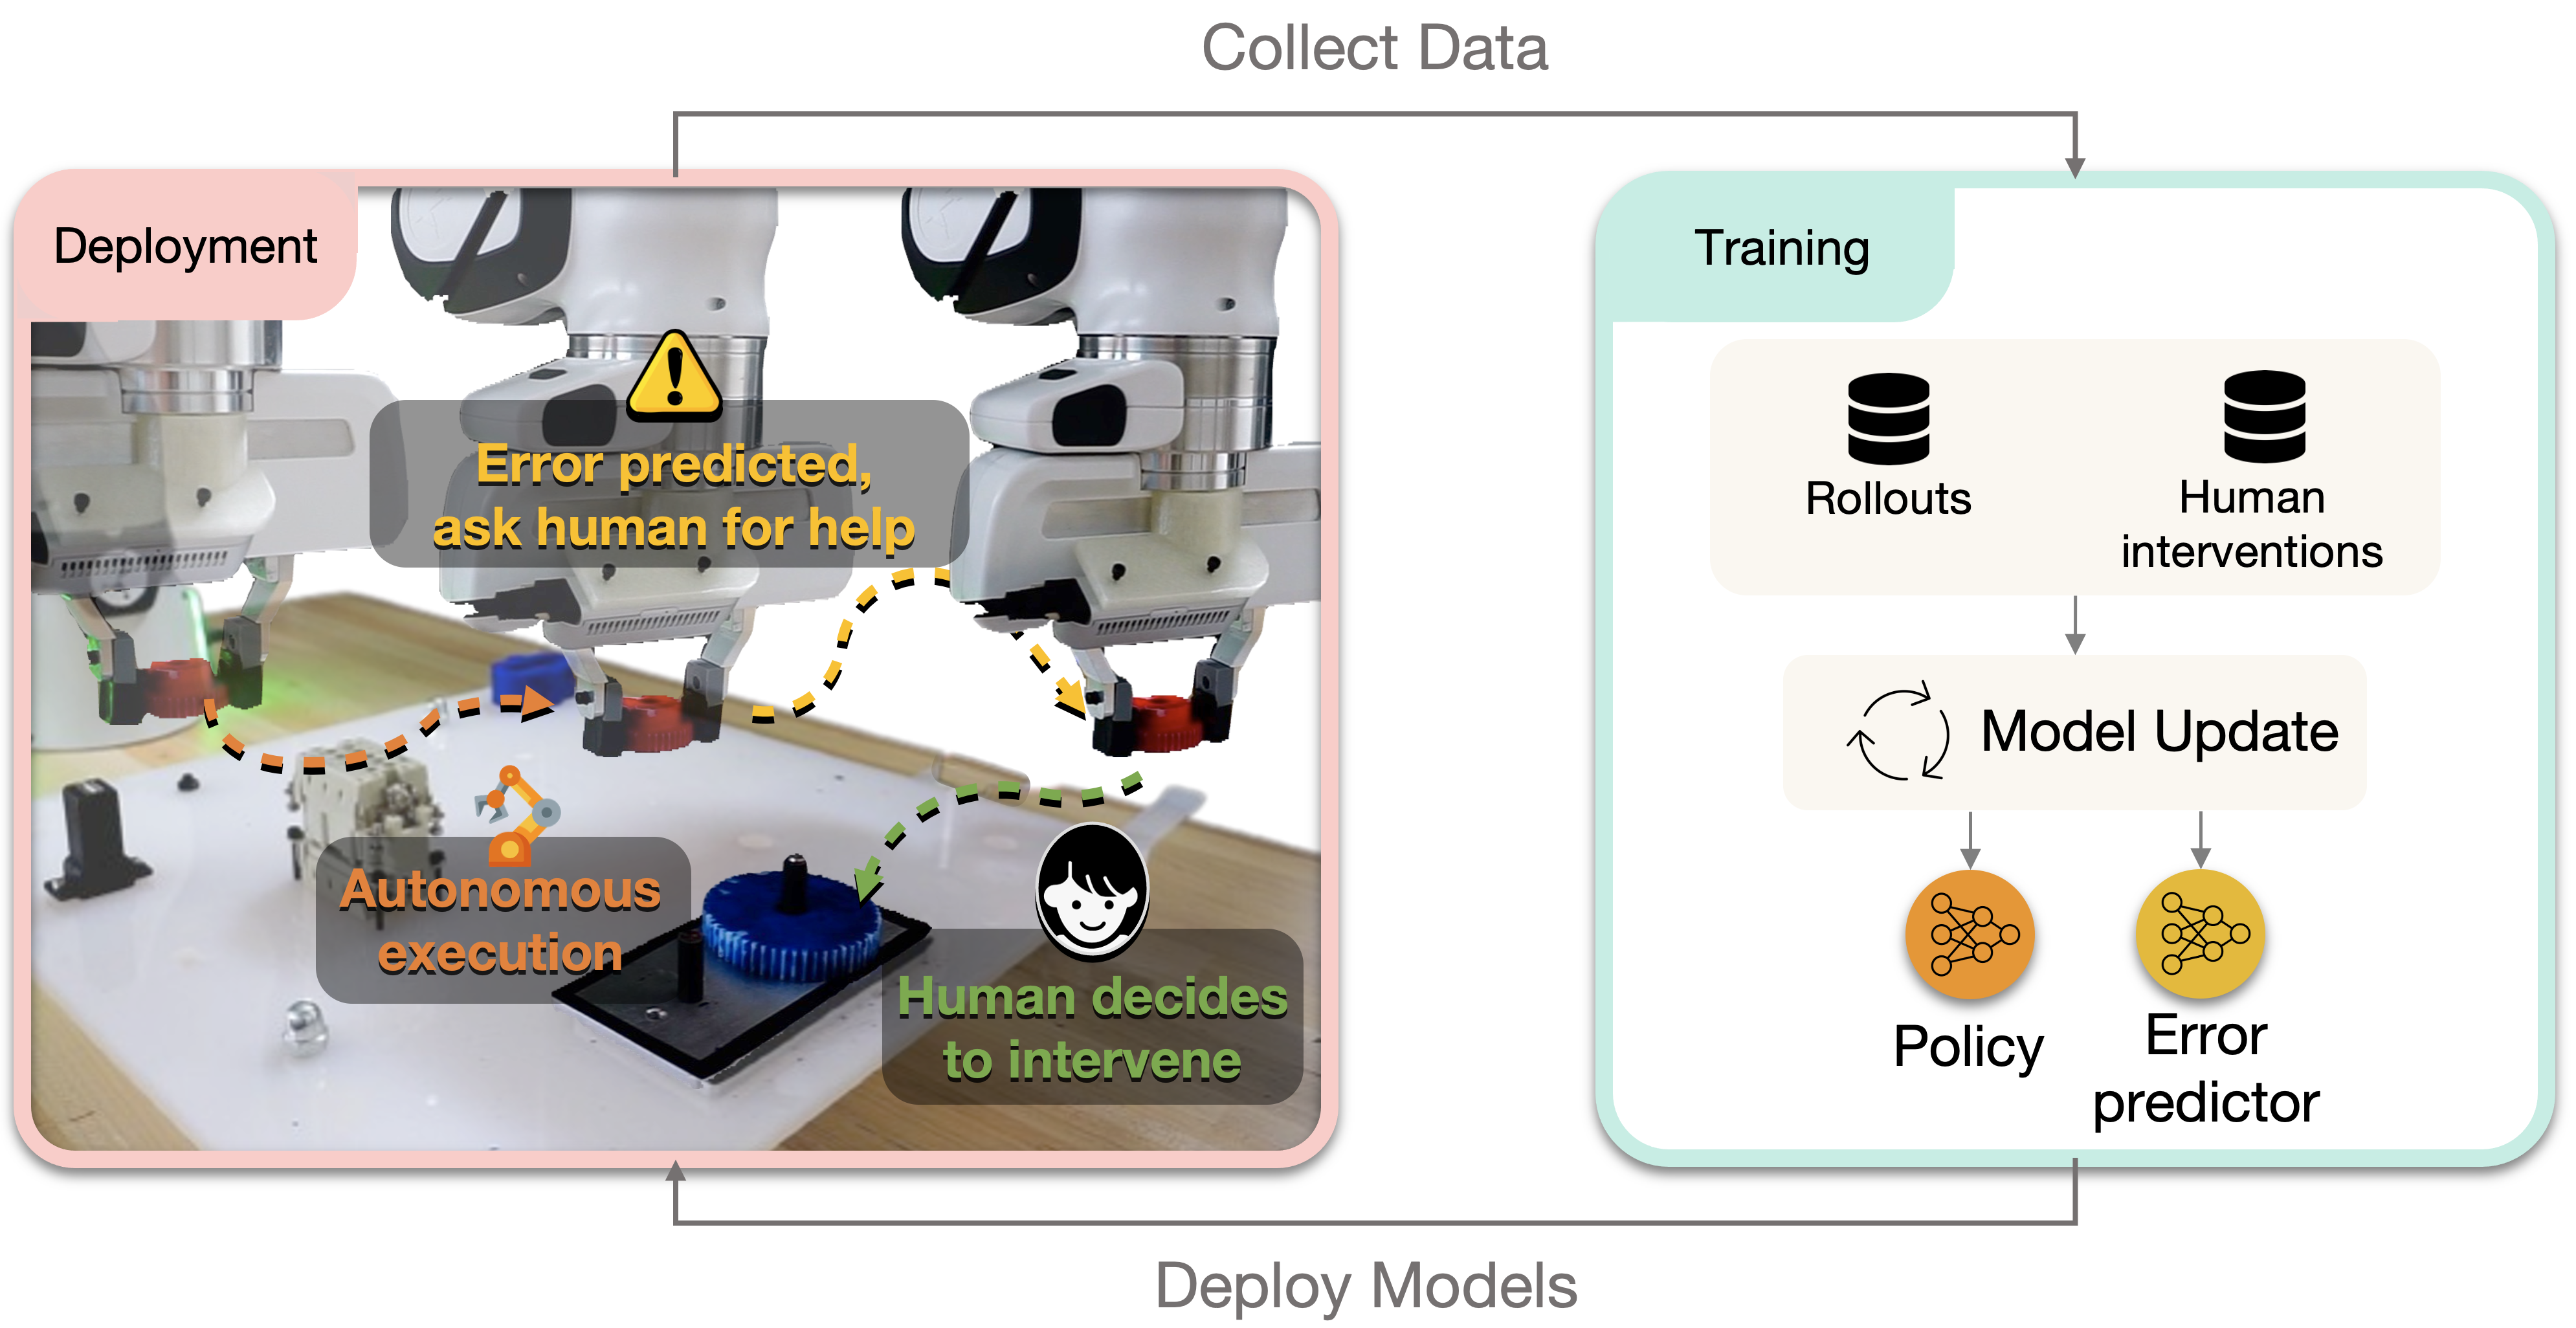 Collect Data
Deployment
Error predicted,
ask human for help
Autonomous
execution
Human decides
to intervene
Training
Rollouts
Human
interventions
Model Update
Policy
Error
predictor
Deploy Models